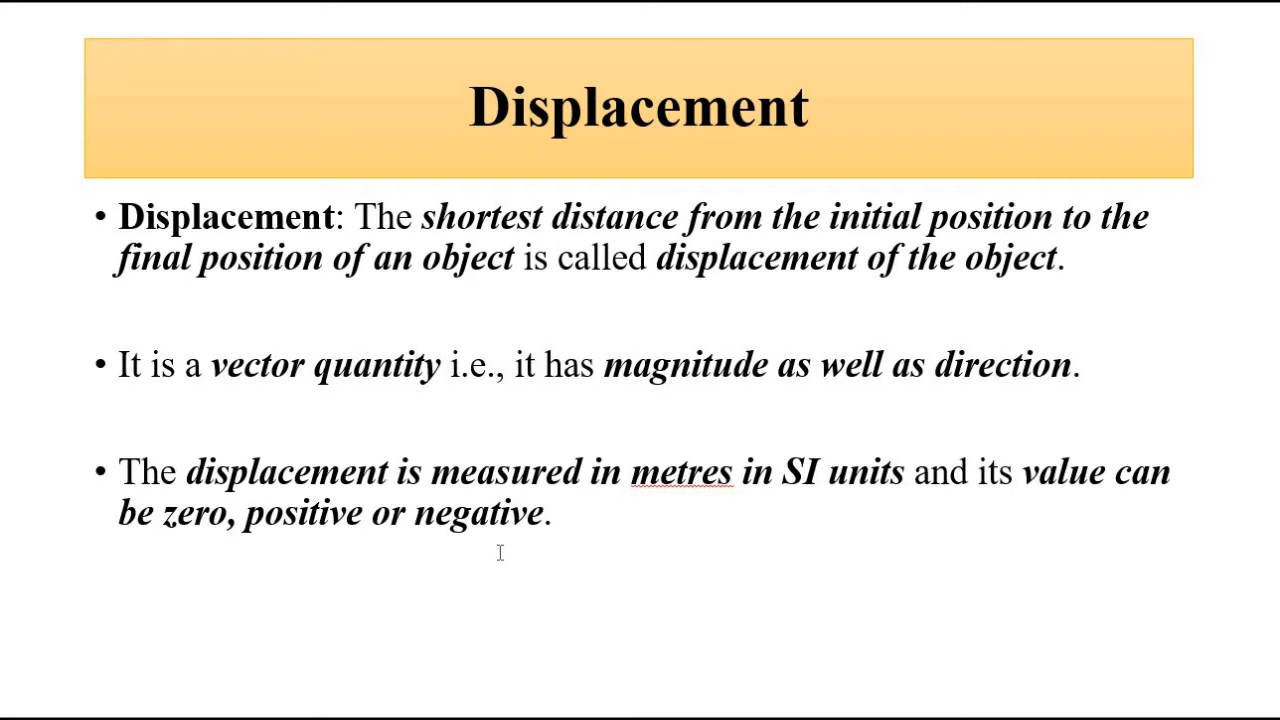 Displacement
• Displacement: The shortest distance from the initial position to the
final position of an object is called displacement of the object.
• It is a vector quantity i.e., it has magnitude as well as direction.
• The displacement is measured in metres in SI units and its value can
be zero, positive or negative.